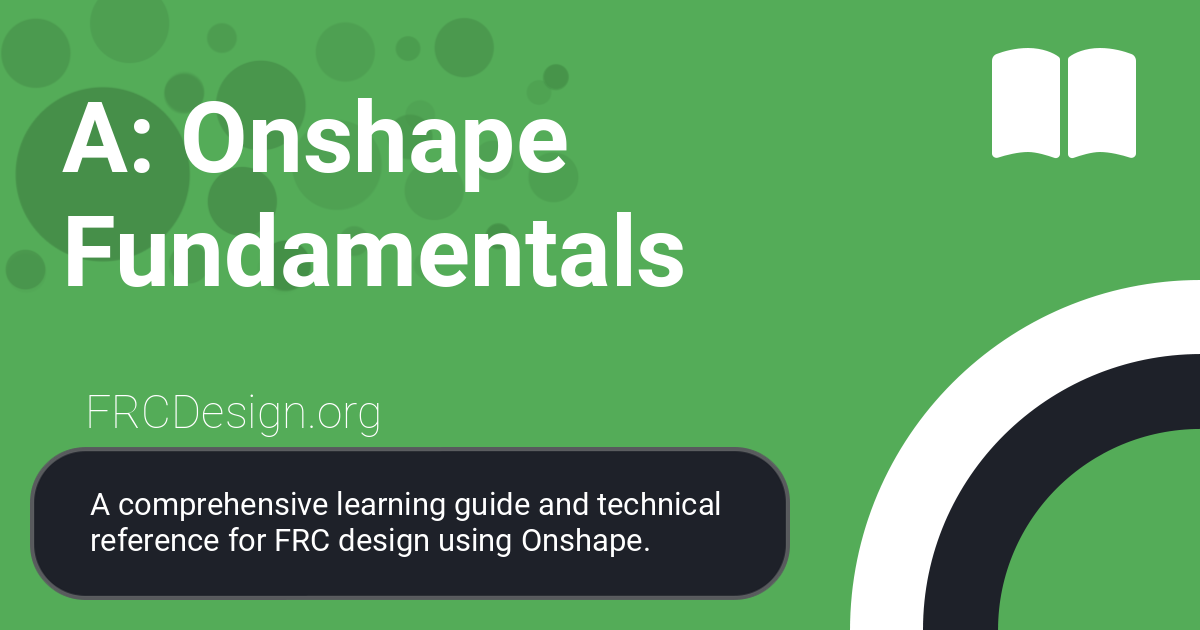 A: Onshape
Fundamentals
FRCDesign.org
A comprehensive learning guide and technical
reference for FRC design using Onshape.